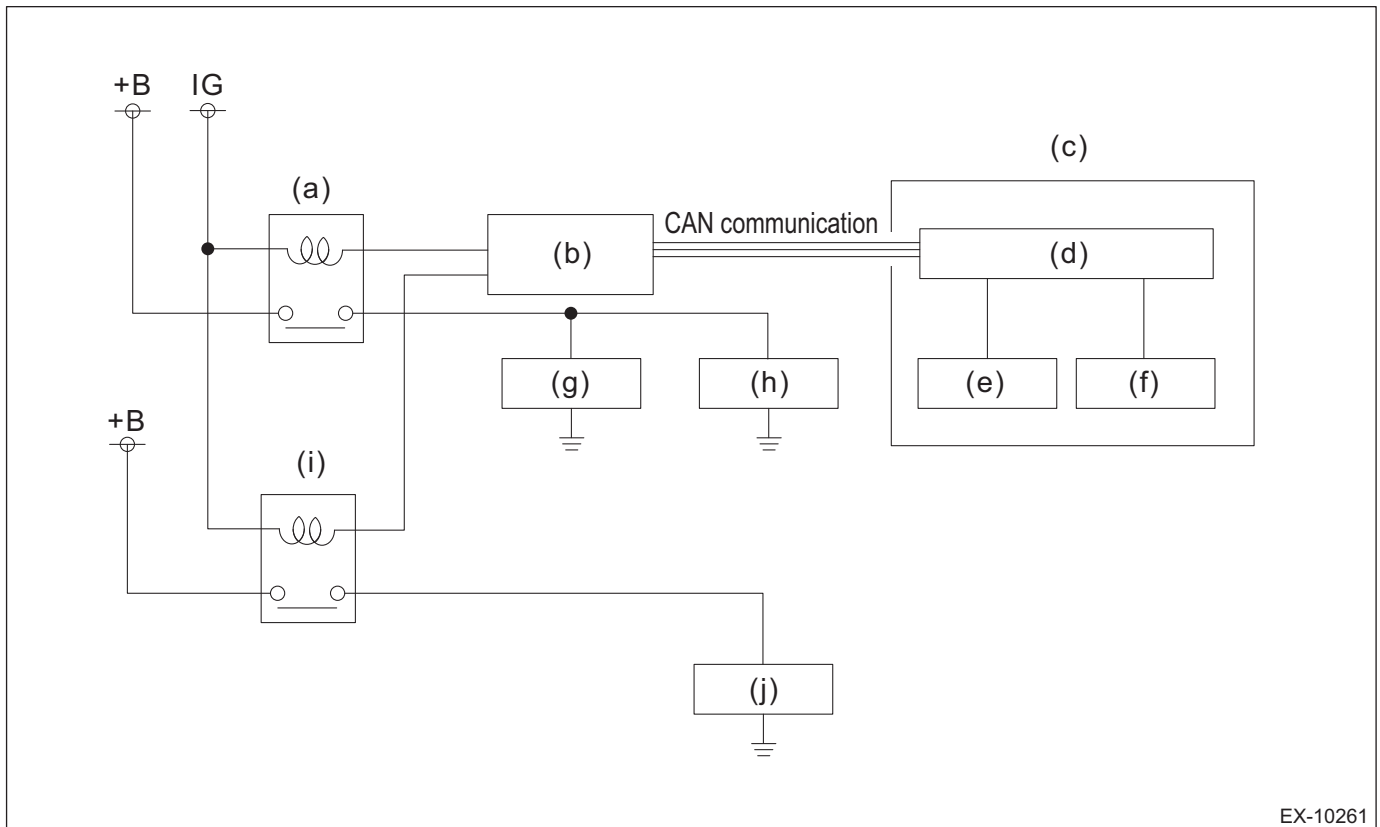 +B IG
(a)
(c)
(b)
CAN communication
(d)
(g)
(h)
(e)
(f)
+B
(i)
(j)
EX-10261